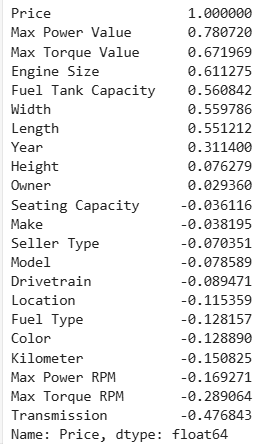 Price 1.000000
Max Power Value 0.780720
Max Torque Value 0.671969
Engine Size 0.611275
Fuel Tank Capacity 0.560842
Width 0.559786
Length 0.551212
Year 0.311400
Height 0.076279
Owner 0.029360
Seating Capacity -0.036116
Make -0.038195
Seller Type -0.070351
Model -0.078589
Drivetrain -0.089471
Location -0.115359
Fuel Type -0.128157
Color -0.128890
Kilometer -0.150825
Max Power RPM -0.169271
Max Torque RPM -0.289064
Transmission -0.476843
Name: Price, dtype: float64